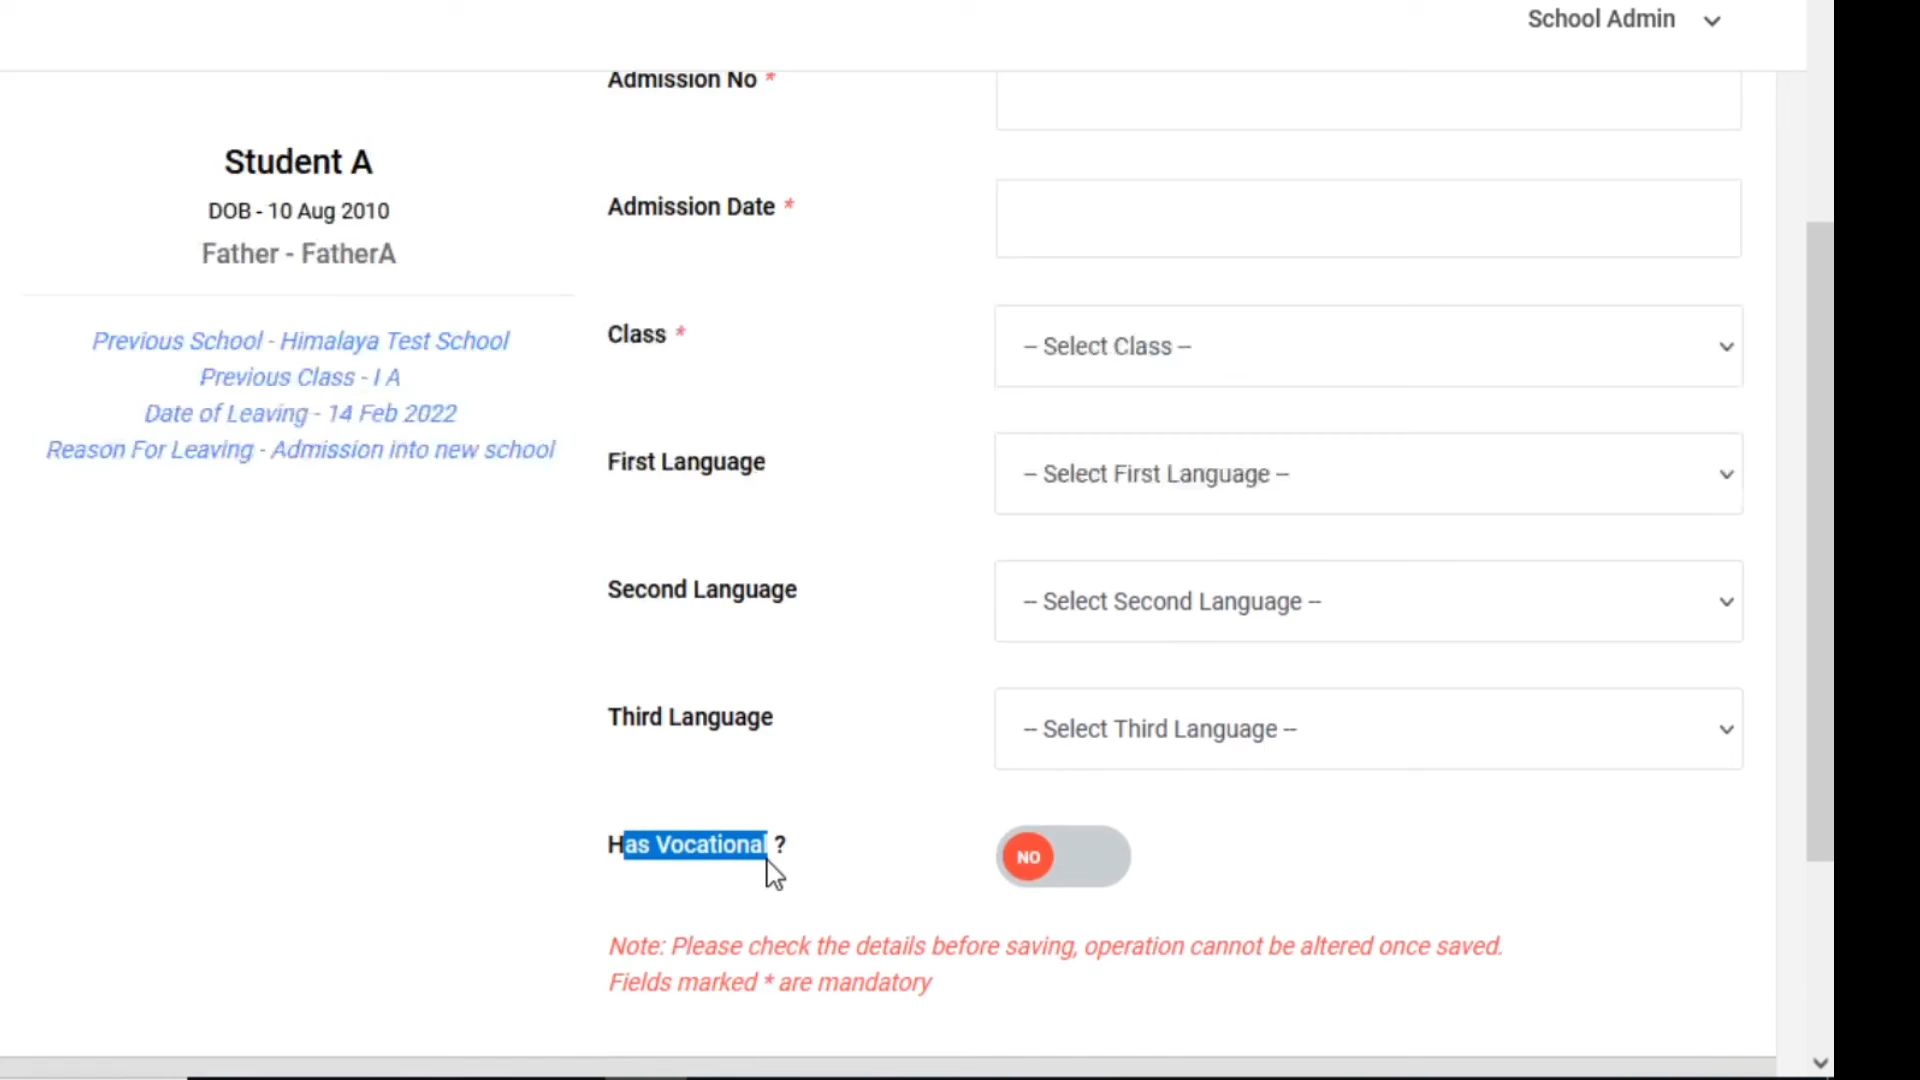 School Admin
Admission No *
Student A
DOB - 10 Aug 2010
Father - FatherA
Previous School - Himalaya Test School
Previous Class - I A
Date of Leaving - 14 Feb 2022
Reason For Leaving - Admission into new school
Admission Date *
Class *
-- Select Class --
First Language
-- Select First Language --
Second Language
-- Select Second Language --
Third Language
-- Select Third Language --
Has Vocational ?
NO
Note: Please check the details before saving, operation cannot be altered once saved.
Fields marked * are mandatory